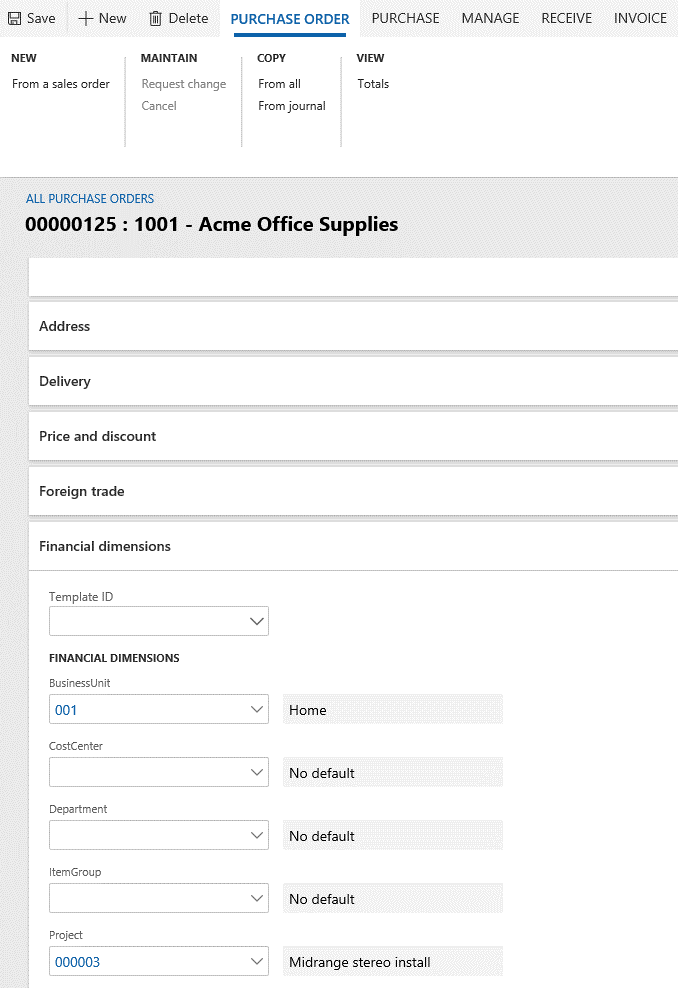 Save New Delete PURCHASE ORDER PURCHASE MANAGE RECEIVE INVOICE
NEW MAINTAIN COPY VIEW
From a sales order Request change From all Totals
Cancel From journal
ALL PURCHASE ORDERS
00000125 : 1001 - Acme Office Supplies
Address
Delivery
Price and discount
Foreign trade
Financial dimensions
Template ID
FINANCIAL DIMENSIONS
BusinessUnit
001 Home
CostCenter
No default
Department
No default
ItemGroup
No default
Project
000003 Midrange stereo install